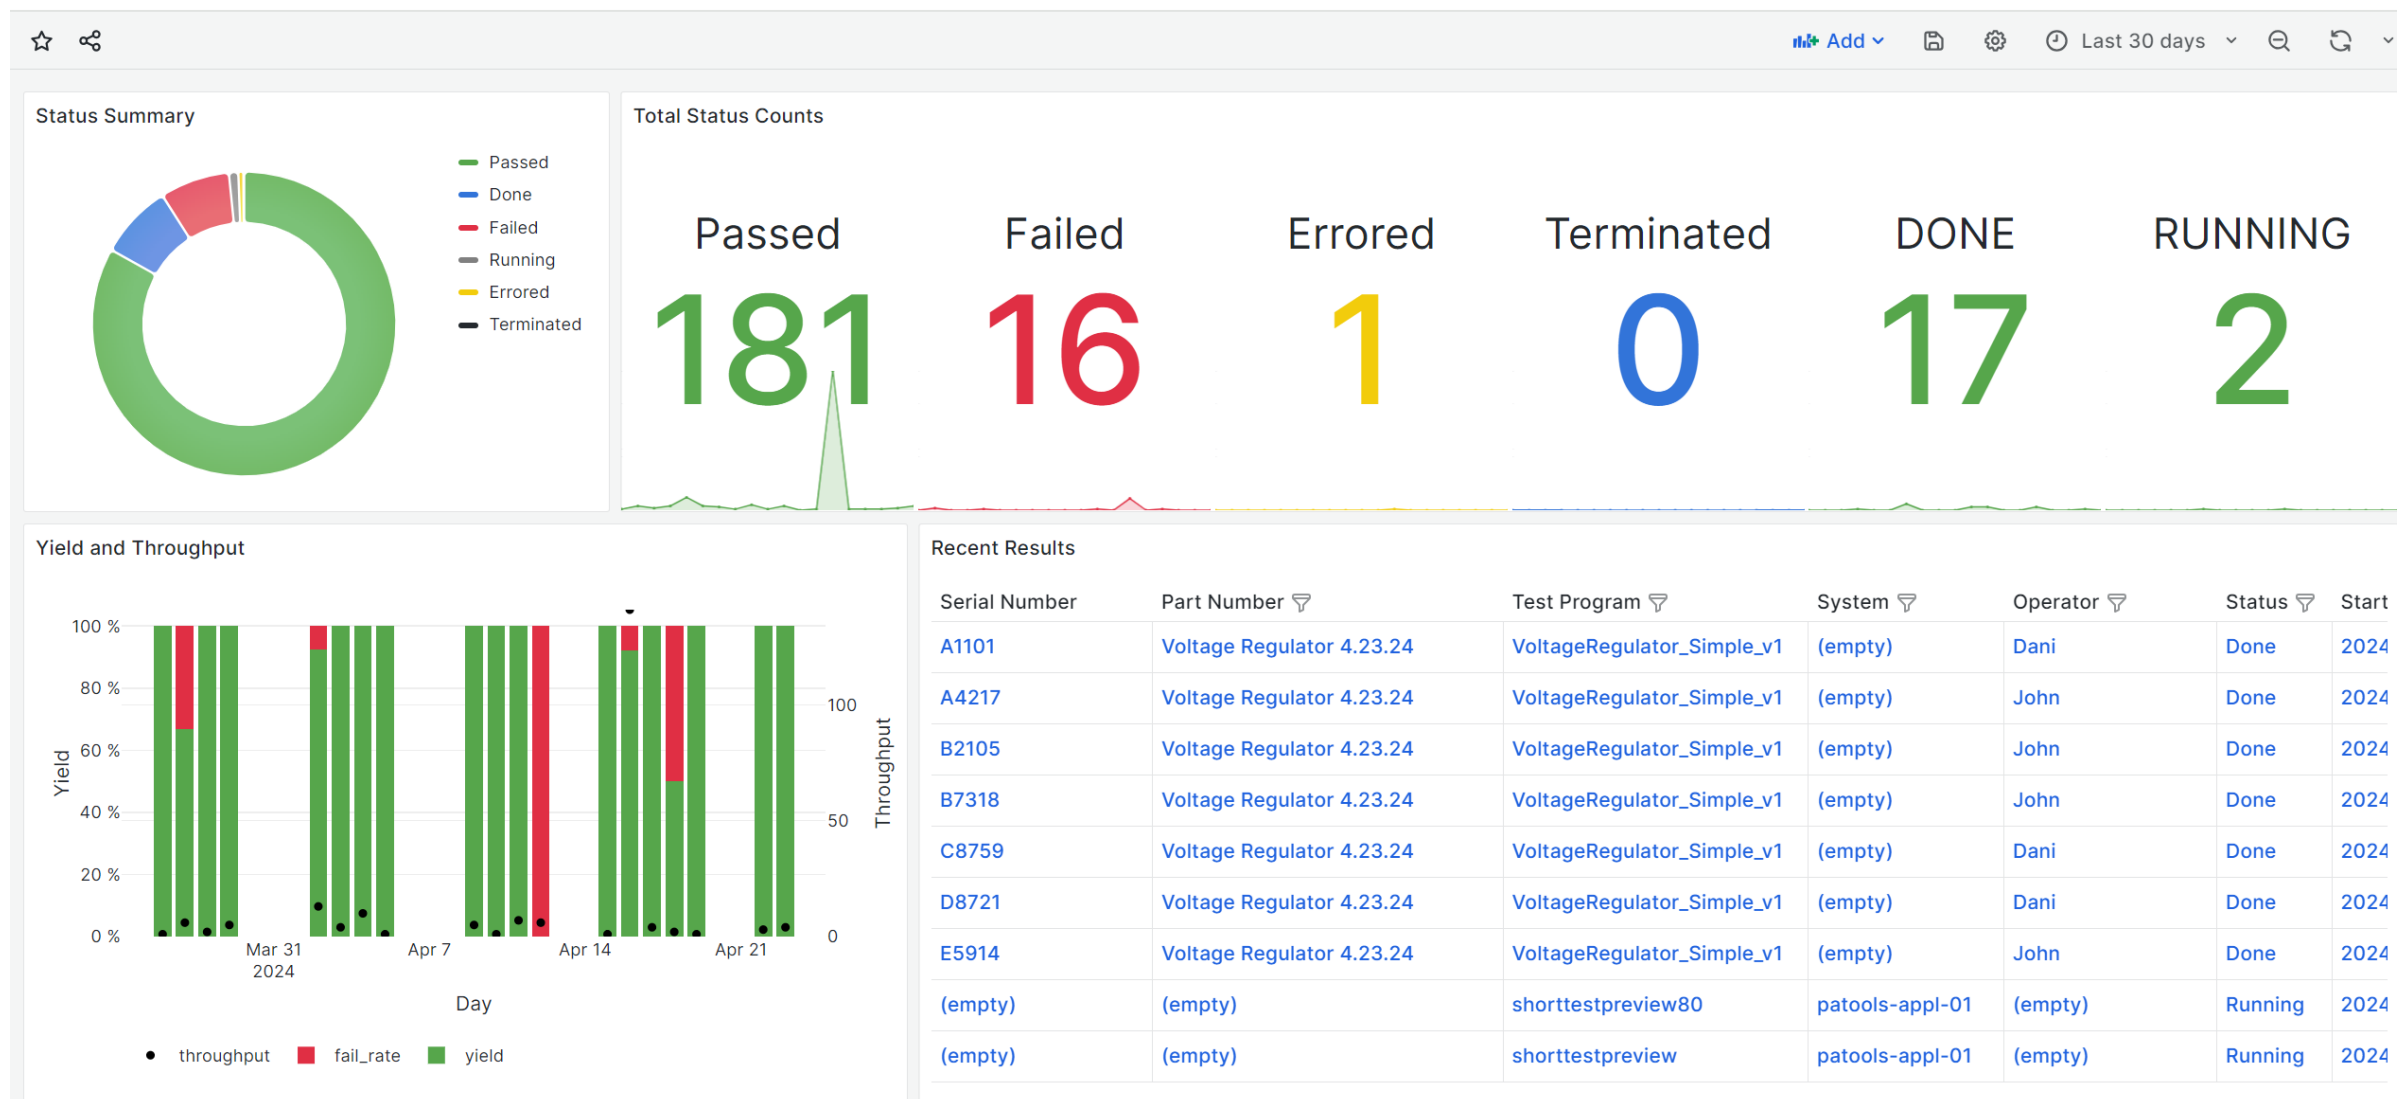 Add
Last 30 days
Status Summary
Passed
Done
Failed
Running
Errored
Terminated
Total Status Counts
Passed Failed Errored Terminated DONE RUNNING
181 16 1 0 17 2
Yield and Throughput
100 %
80 %
60 %
40 %
20 %
0 %
Yield
100
50
0
Throughput
Mar 31 Apr 7 Apr 14 Apr 21
2024
Day
throughput fail_rate yield
Recent Results
Serial Number Part Number Test Program System Operator Status Start
A1101 Voltage Regulator 4.23.24 VoltageRegulator_Simple_v1 (empty) Dani Done 2024
A4217 Voltage Regulator 4.23.24 VoltageRegulator_Simple_v1 (empty) John Done 2024
B2105 Voltage Regulator 4.23.24 VoltageRegulator_Simple_v1 (empty) John Done 2024
B7318 Voltage Regulator 4.23.24 VoltageRegulator_Simple_v1 (empty) John Done 2024
C8759 Voltage Regulator 4.23.24 VoltageRegulator_Simple_v1 (empty) Dani Done 2024
D8721 Voltage Regulator 4.23.24 VoltageRegulator_Simple_v1 (empty) Dani Done 2024
E5914 Voltage Regulator 4.23.24 VoltageRegulator_Simple_v1 (empty) John Done 2024
(empty) (empty) shorttestpreview80 patools-appl-01 (empty) Running 2024
(empty) (empty) shorttestpreview patools-appl-01 (empty) Running 2024